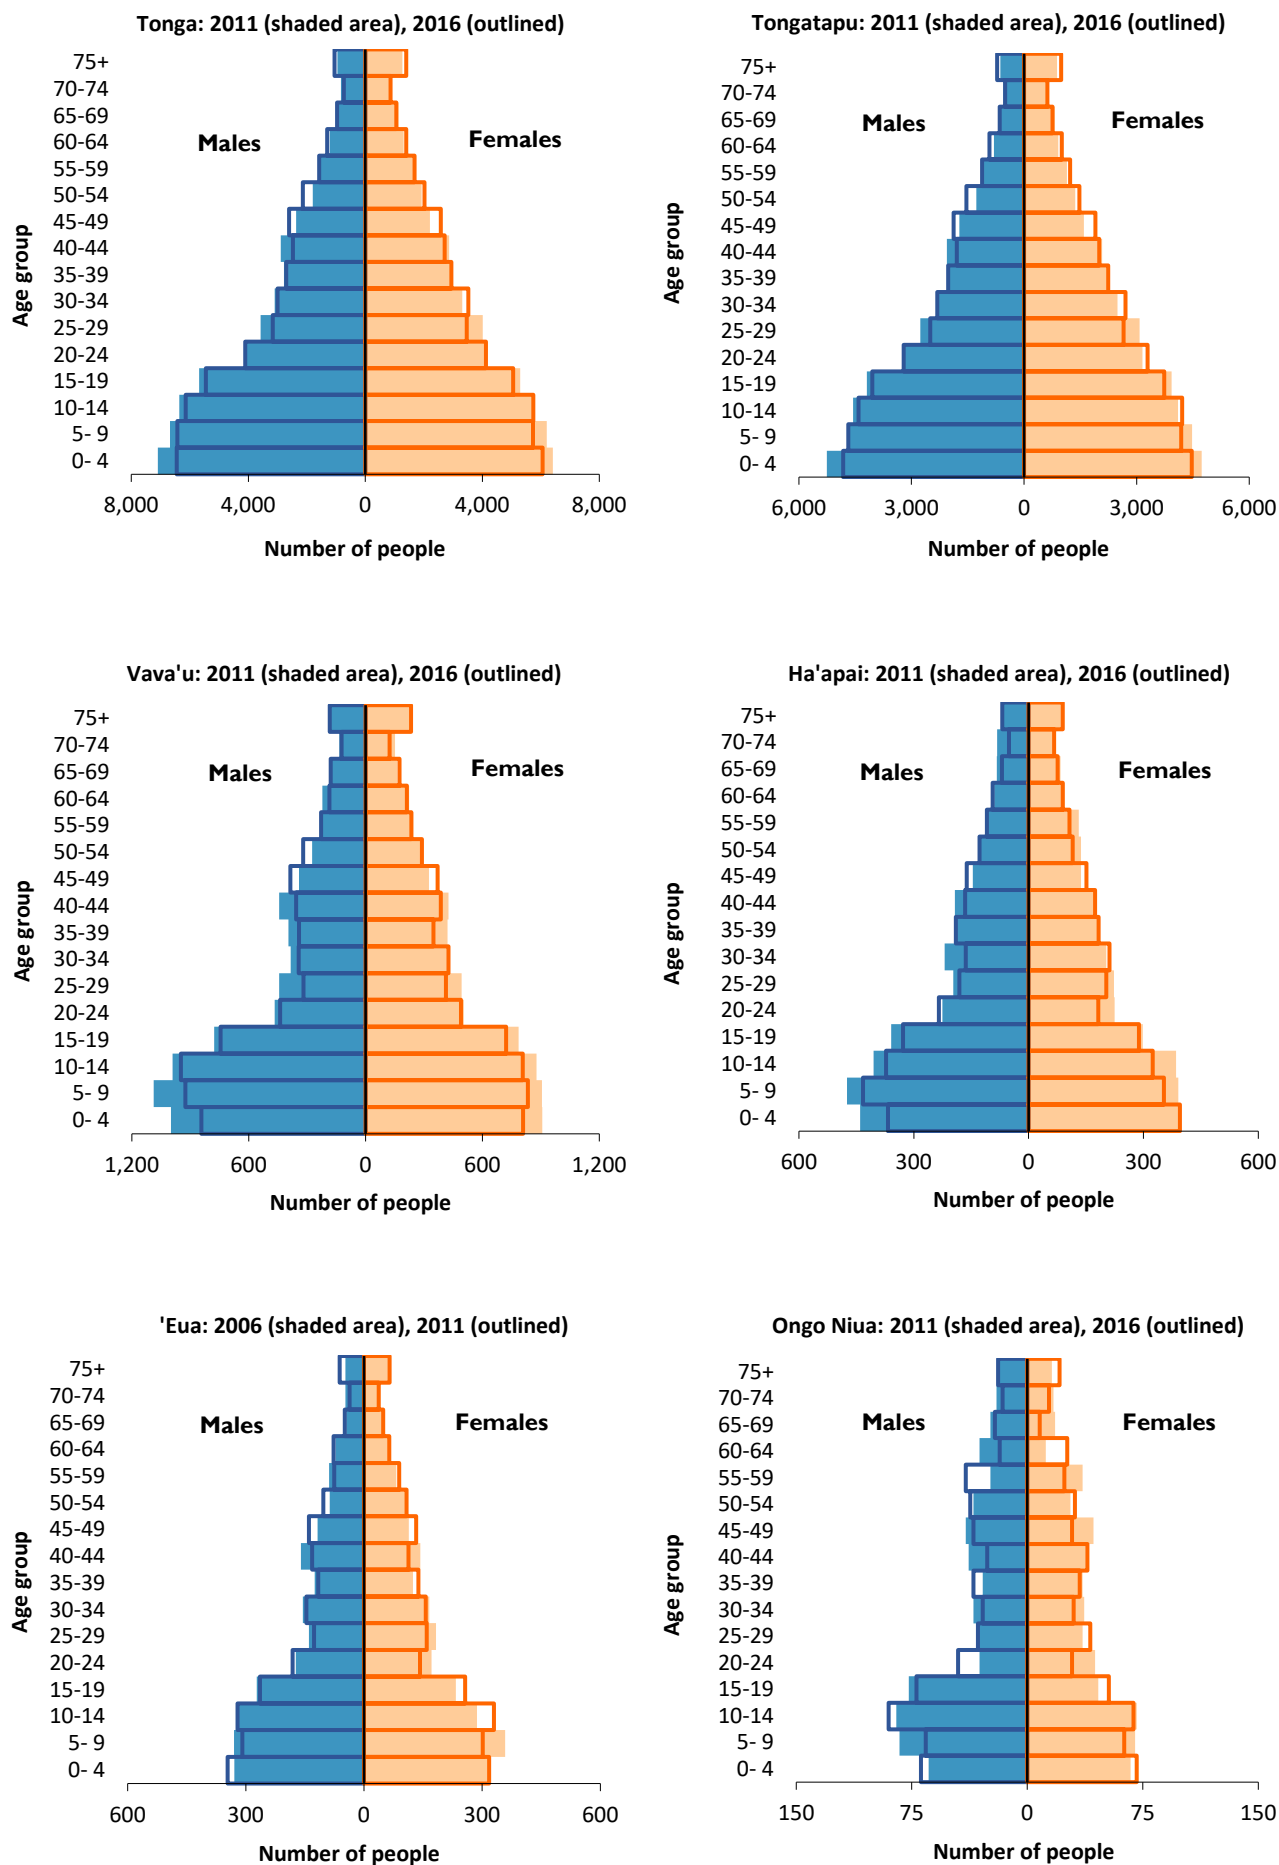 Tonga: 2011 (shaded area), 2016 (outlined)
75+
70-74
65-69
60-64
55-59
50-54
45-49
40-44
35-39
30-34
25-29
20-24
15-19
10-14
5- 9
0- 4
Males
Females
Age group
8,000 4,000 0 4,000 8,000
Number of people
Tongatapu: 2011 (shaded area), 2016 (outlined)
75+
70-74
65-69
60-64
55-59
50-54
45-49
40-44
35-39
30-34
25-29
20-24
15-19
10-14
5- 9
0- 4
Males
Females
Age group
6,000 3,000 0 3,000 6,000
Number of people
Vava'u: 2011 (shaded area), 2016 (outlined)
75+
70-74
65-69
60-64
55-59
50-54
45-49
40-44
35-39
30-34
25-29
20-24
15-19
10-14
5- 9
0- 4
Males
Females
Age group
1,200 600 0 600 1,200
Number of people
Ha'apai: 2011 (shaded area), 2016 (outlined)
75+
70-74
65-69
60-64
55-59
50-54
45-49
40-44
35-39
30-34
25-29
20-24
15-19
10-14
5- 9
0- 4
Males
Females
Age group
600 300 0 300 600
Number of people
'Eua: 2006 (shaded area), 2011 (outlined)
75+
70-74
65-69
60-64
55-59
50-54
45-49
40-44
35-39
30-34
25-29
20-24
15-19
10-14
5- 9
0- 4
Males
Females
Age group
600 300 0 300 600
Number of people
Ongo Niua: 2011 (shaded area), 2016 (outlined)
75+
70-74
65-69
60-64
55-59
50-54
45-49
40-44
35-39
30-34
25-29
20-24
15-19
10-14
5- 9
0- 4
Males
Females
Age group
150 75 0 75 150
Number of people